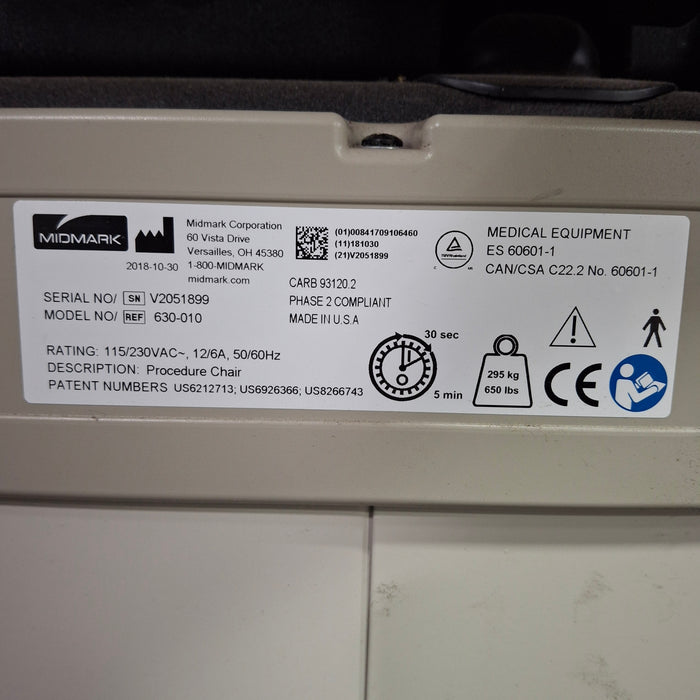 MIDMARK
2018-10-30
Midmark Corporation
60 Vista Drive
Versailles, OH 45380
1-800-MIDMARK
midmark.com
(01)00841709106460
(11)181030
(21)V2051899
MEDICAL EQUIPMENT
ES 60601-1
CAN/CSA C22.2 No. 60601-1
SERIAL NO/ SN V2051899
MODEL NO/ REF 630-010
CARB 93120.2
PHASE 2 COMPLIANT
MADE IN U.S.A
RATING: 115/230VAC~, 12/6A, 50/60Hz
DESCRIPTION: Procedure Chair
PATENT NUMBERS US6212713; US6926366; US8266743
30 sec
5 min
295 kg
650 lbs
CE